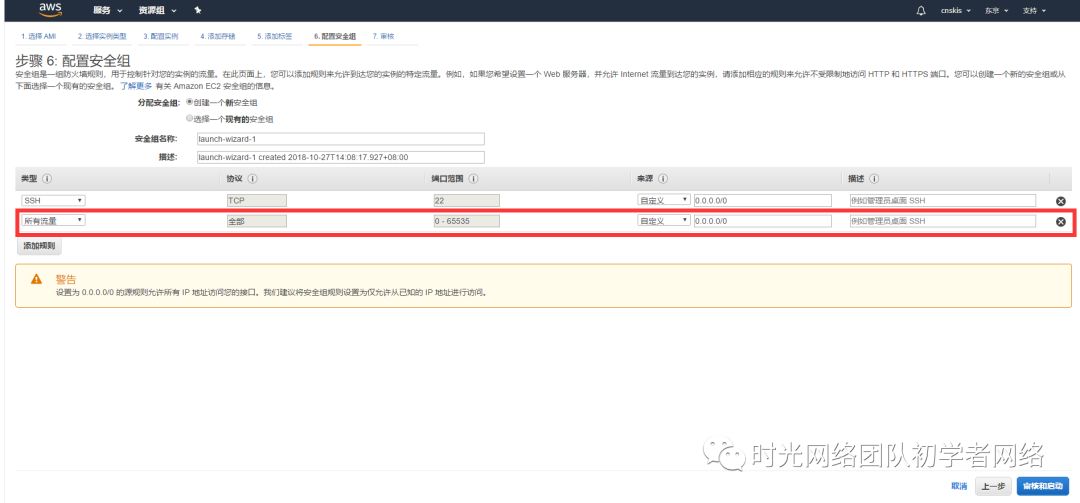 aws 服务 资源组 cnskis 东京 支持
1. 选择 AMI 2. 选择实例类型 3. 配置实例 4. 添加存储 5. 添加标签 6. 配置安全组 7. 审核
步骤 6: 配置安全组
安全组是一组防火墙规则，用于控制针对您的实例的流量。在此页面上，您可以添加规则来允许到达您的实例的特定流量。例如，如果您希望设置一个 Web 服务器，并允许 Internet 流量到达您的实例，请添加相应的规则来允许不受限制地访问 HTTP 和 HTTPS 端口。您可以创建一个新的安全组或从
下面选择一个现有的安全组。 了解更多 有关 Amazon EC2 安全组的信息。
分配安全组: 创建一个新安全组
选择一个现有的安全组
安全组名称: launch-wizard-1
描述: launch-wizard-1 created 2018-10-27T14:08:17.927+08:00
类型 协议 端口范围 来源 描述
SSH TCP 22 自定义 0.0.0.0/0 例如管理员桌面 SSH
所有流量 全部 0 - 65535 自定义 0.0.0.0/0 例如管理员桌面 SSH
添加规则
警告
设置为 0.0.0.0/0 的源规则允许所有 IP 地址访问您的接口。我们建议将安全组规则设置为仅允许从已知的 IP 地址进行访问。
时光网络团队初学者网络
取消 上一步 审核和启动